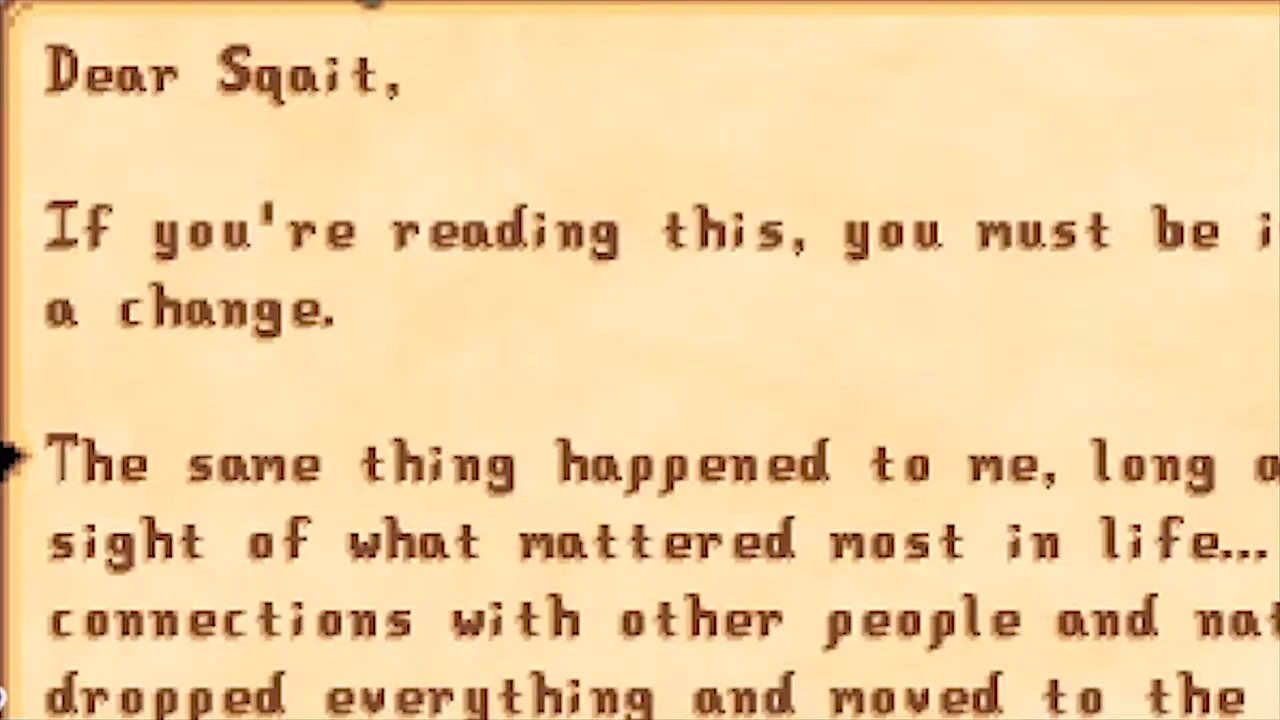 Dear Sqait,
If you're reading this, you must be i
a change.
The same thing happened to me, long a
sight of what mattered most in life...
connections with other people and nat
dropped everything and moved to the